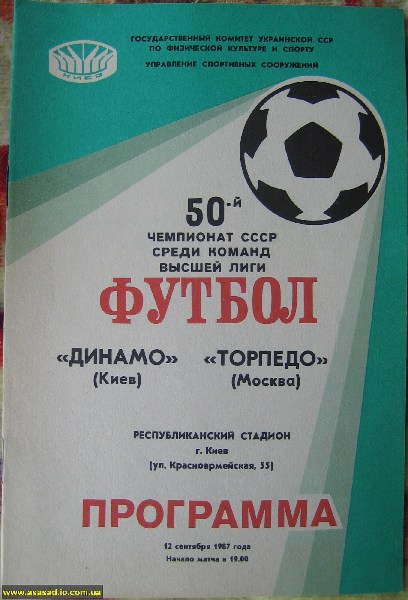 ГОСУДАРСТВЕННЫЙ КОМИТЕТ УКРАИНСКОЙ ССР
ПО ФИЗИЧЕСКОЙ КУЛЬТУРЕ И СПОРТУ
УПРАВЛЕНИЕ СПОРТИВНЫХ СООРУЖЕНИЙ
КИЕВ
50-й
ЧЕМПИОНАТ СССР
СРЕДИ КОМАНД
ВЫСШЕЙ ЛИГИ
ФУТБОЛ
«ДИНАМО» «ТОРПЕДО»
(Киев) (Москва)
РЕСПУБЛИКАНСКИЙ СТАДИОН
г. Киев
(ул. Красноармейская, 55)
ПРОГРАММА
12 сентября 1987 года
Начало матча в 19.00
www.asasad.io.com.ua